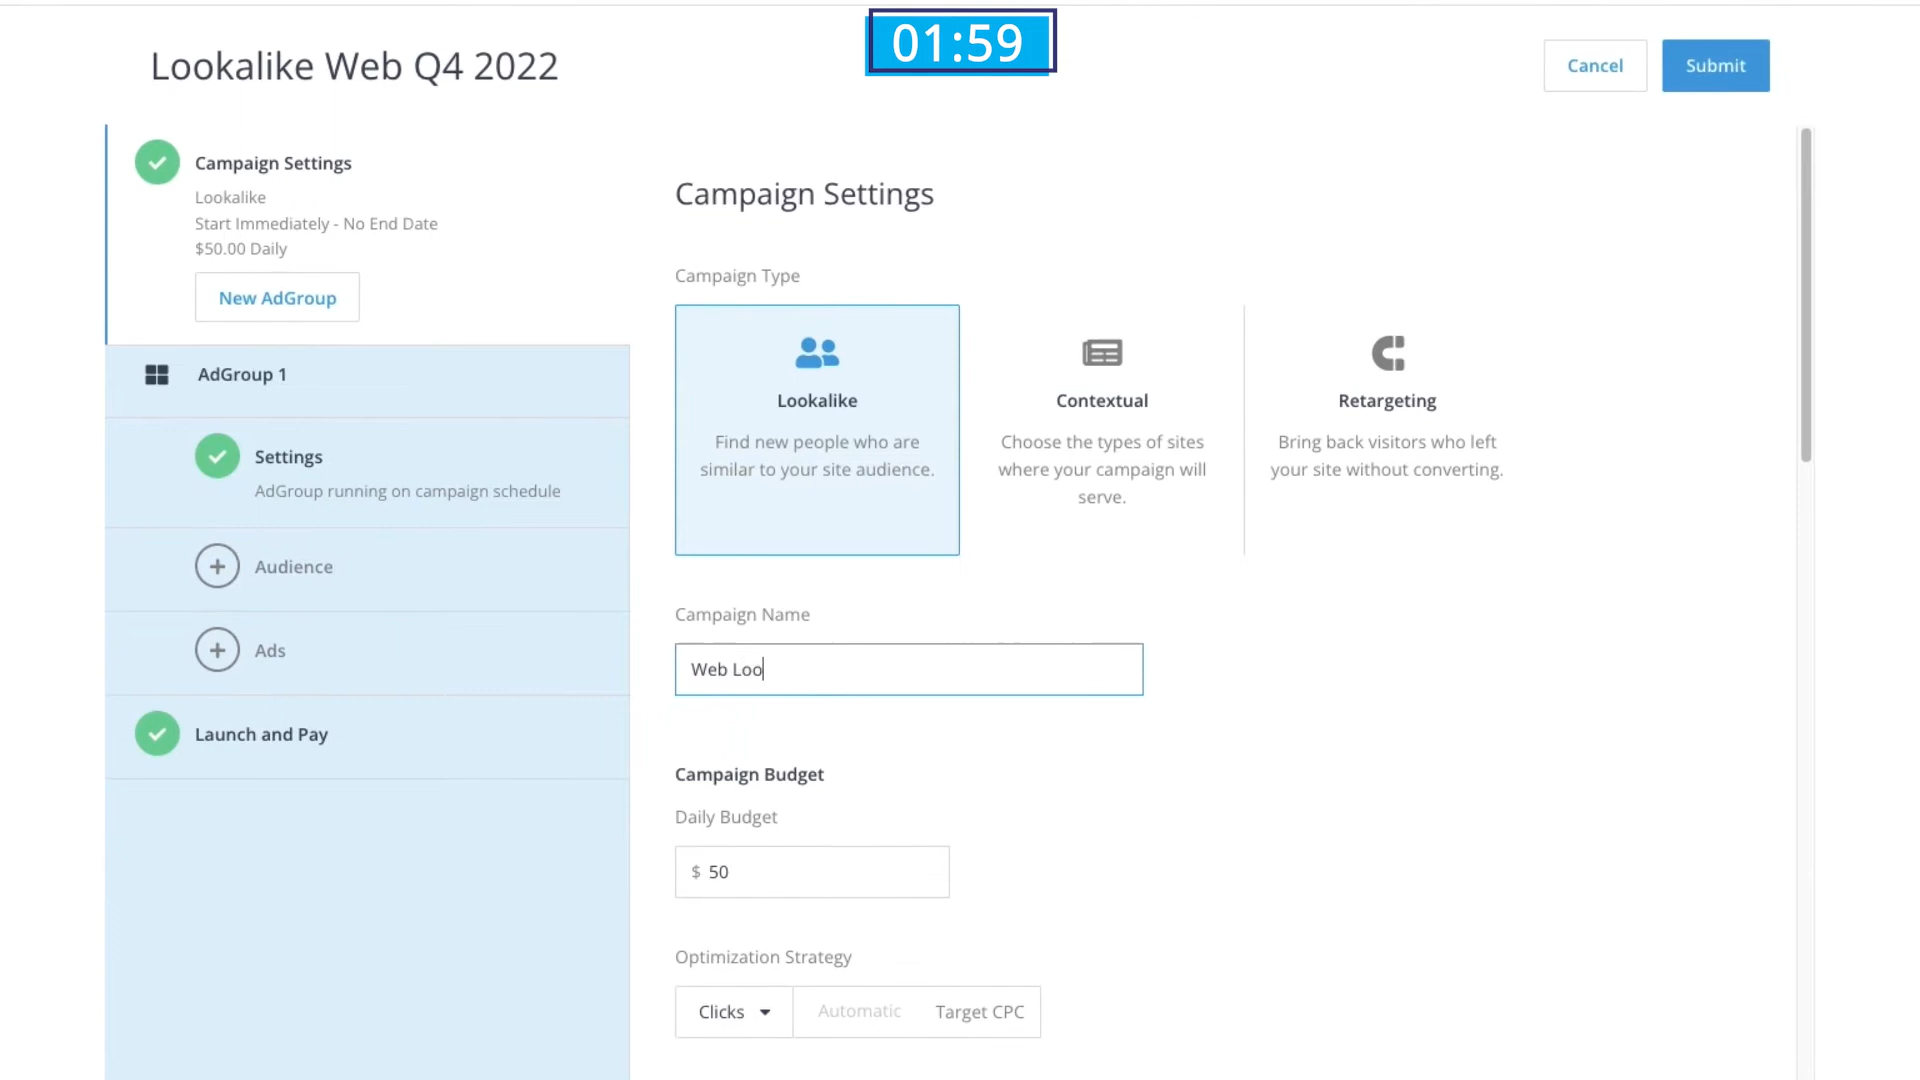 01:59
Lookalike Web Q4 2022
Cancel
Submit
Campaign Settings
Lookalike
Start Immediately - No End Date
$50.00 Daily
New AdGroup
AdGroup 1
Settings
AdGroup running on campaign schedule
Audience
Ads
Launch and Pay
Campaign Settings
Campaign Type
Lookalike
Find new people who are
similar to your site audience.
Contextual
Choose the types of sites
where your campaign will
serve.
Retargeting
Bring back visitors who left
your site without converting.
Campaign Name
Web Loo
Campaign Budget
Daily Budget
$ 50
Optimization Strategy
Clicks
Automatic
Target CPC